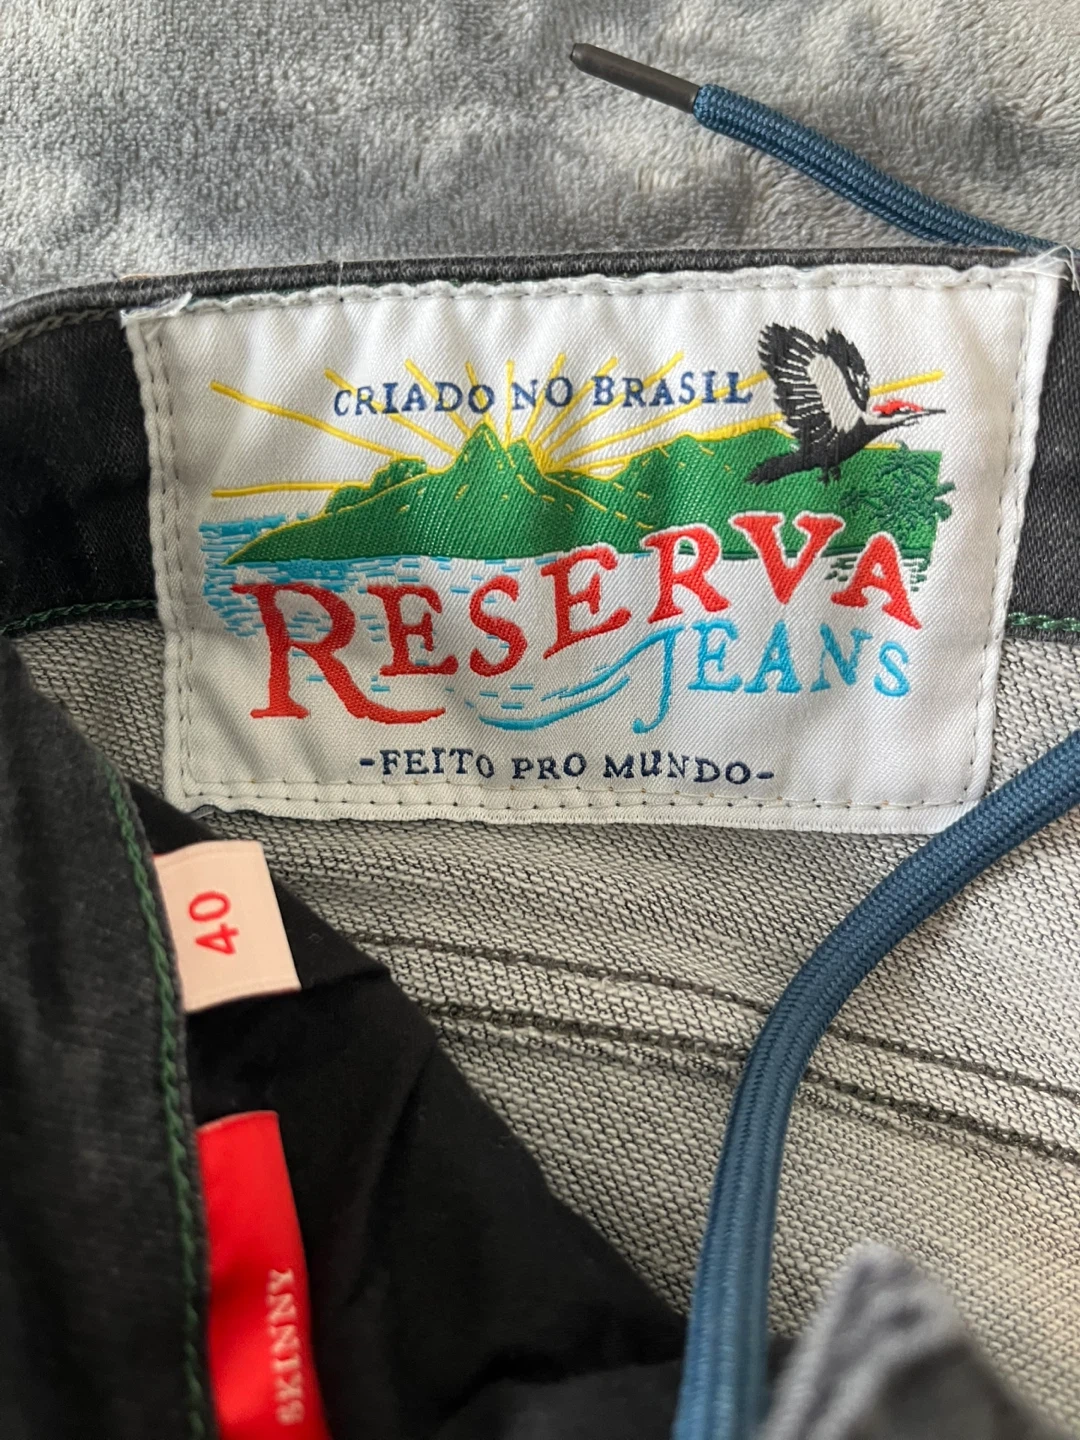 CRIADO NO BRASIL
RESERVA
JEANS
-FEITO PRO MUNDO-
40
SKINNY